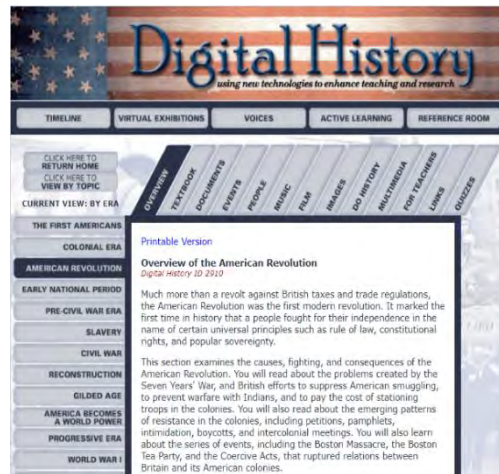 Digital History
using new technologies to enhance teaching and research
TIMELINE
VIRTUAL EXHIBITIONS
VOICES
ACTIVE LEARNING
REFERENCE ROOM
CLICK HERE TO
RETURN HOME
CLICK HERE TO
VIEW BY TOPIC
CURRENT VIEW: BY ERA
OVERVIEW
TEXTBOOK
DOCUMENTS
EVENTS
PEOPLE
MUSIC
FILM
IMAGES
DO HISTORY
MULTIMEDIA
FOR TEACHERS
LINKS
QUIZZES
THE FIRST AMERICANS
COLONIAL ERA
AMERICAN REVOLUTION
EARLY NATIONAL PERIOD
PRE-CIVIL WAR ERA
SLAVERY
CIVIL WAR
RECONSTRUCTION
GILDED AGE
AMERICA BECOMES
A WORLD POWER
PROGRESSIVE ERA
WORLD WAR I
Printable Version
Overview of the American Revolution
Digital History ID 2910
Much more than a revolt against British taxes and trade regulations,
the American Revolution was the first modern revolution. It marked the
first time in history that a people fought for their independence in the
name of certain universal principles such as rule of law, constitutional
rights, and popular sovereignty.
This section examines the causes, fighting, and consequences of the
American Revolution. You will read about the problems created by the
Seven Years' War, and British efforts to suppress American smuggling,
to prevent warfare with Indians, and to pay the cost of stationing
troops in the colonies. You will also read about the emerging patterns
of resistance in the colonies, including petitions, pamphlets,
intimidation, boycotts, and intercolonial meetings. You will also learn
about the series of events, including the Boston Massacre, the Boston
Tea Party, and the Coercive Acts, that ruptured relations between
Britain and its American colonies.